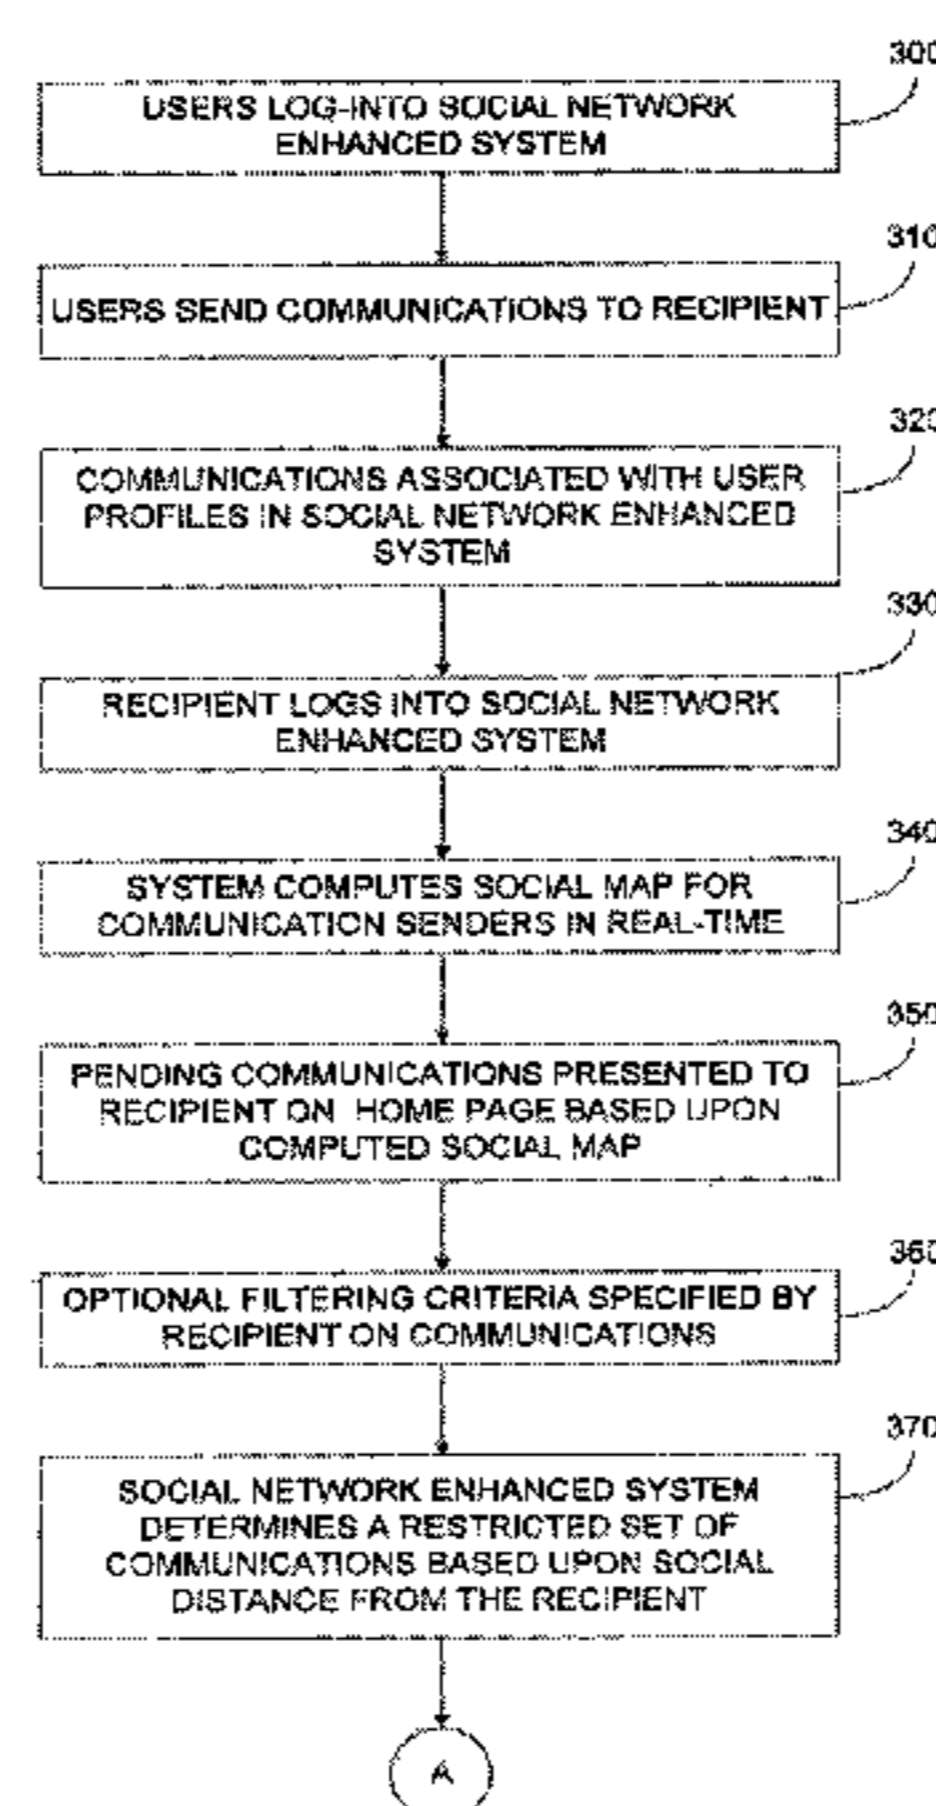 300
USERS LOG-INTO SOCIAL NETWORK
ENHANCED SYSTEM
310
USERS SEND COMMUNICATIONS TO RECIPIENT
320
COMMUNICATIONS ASSOCIATED WITH USER
PROFILES IN SOCIAL NETWORK ENHANCED
SYSTEM
330
RECIPIENT LOGS INTO SOCIAL NETWORK
ENHANCED SYSTEM
340
SYSTEM COMPUTES SOCIAL MAP FOR
COMMUNICATION SENDERS IN REAL-TIME
350
PENDING COMMUNICATIONS PRESENTED TO
RECIPIENT ON HOME PAGE BASED UPON
COMPUTED SOCIAL MAP
360
OPTIONAL FILTERING CRITERIA SPECIFIED BY
RECIPIENT ON COMMUNICATIONS
370
SOCIAL NETWORK ENHANCED SYSTEM
DETERMINES A RESTRICTED SET OF
COMMUNICATIONS BASED UPON SOCIAL
DISTANCE FROM THE RECIPIENT
A